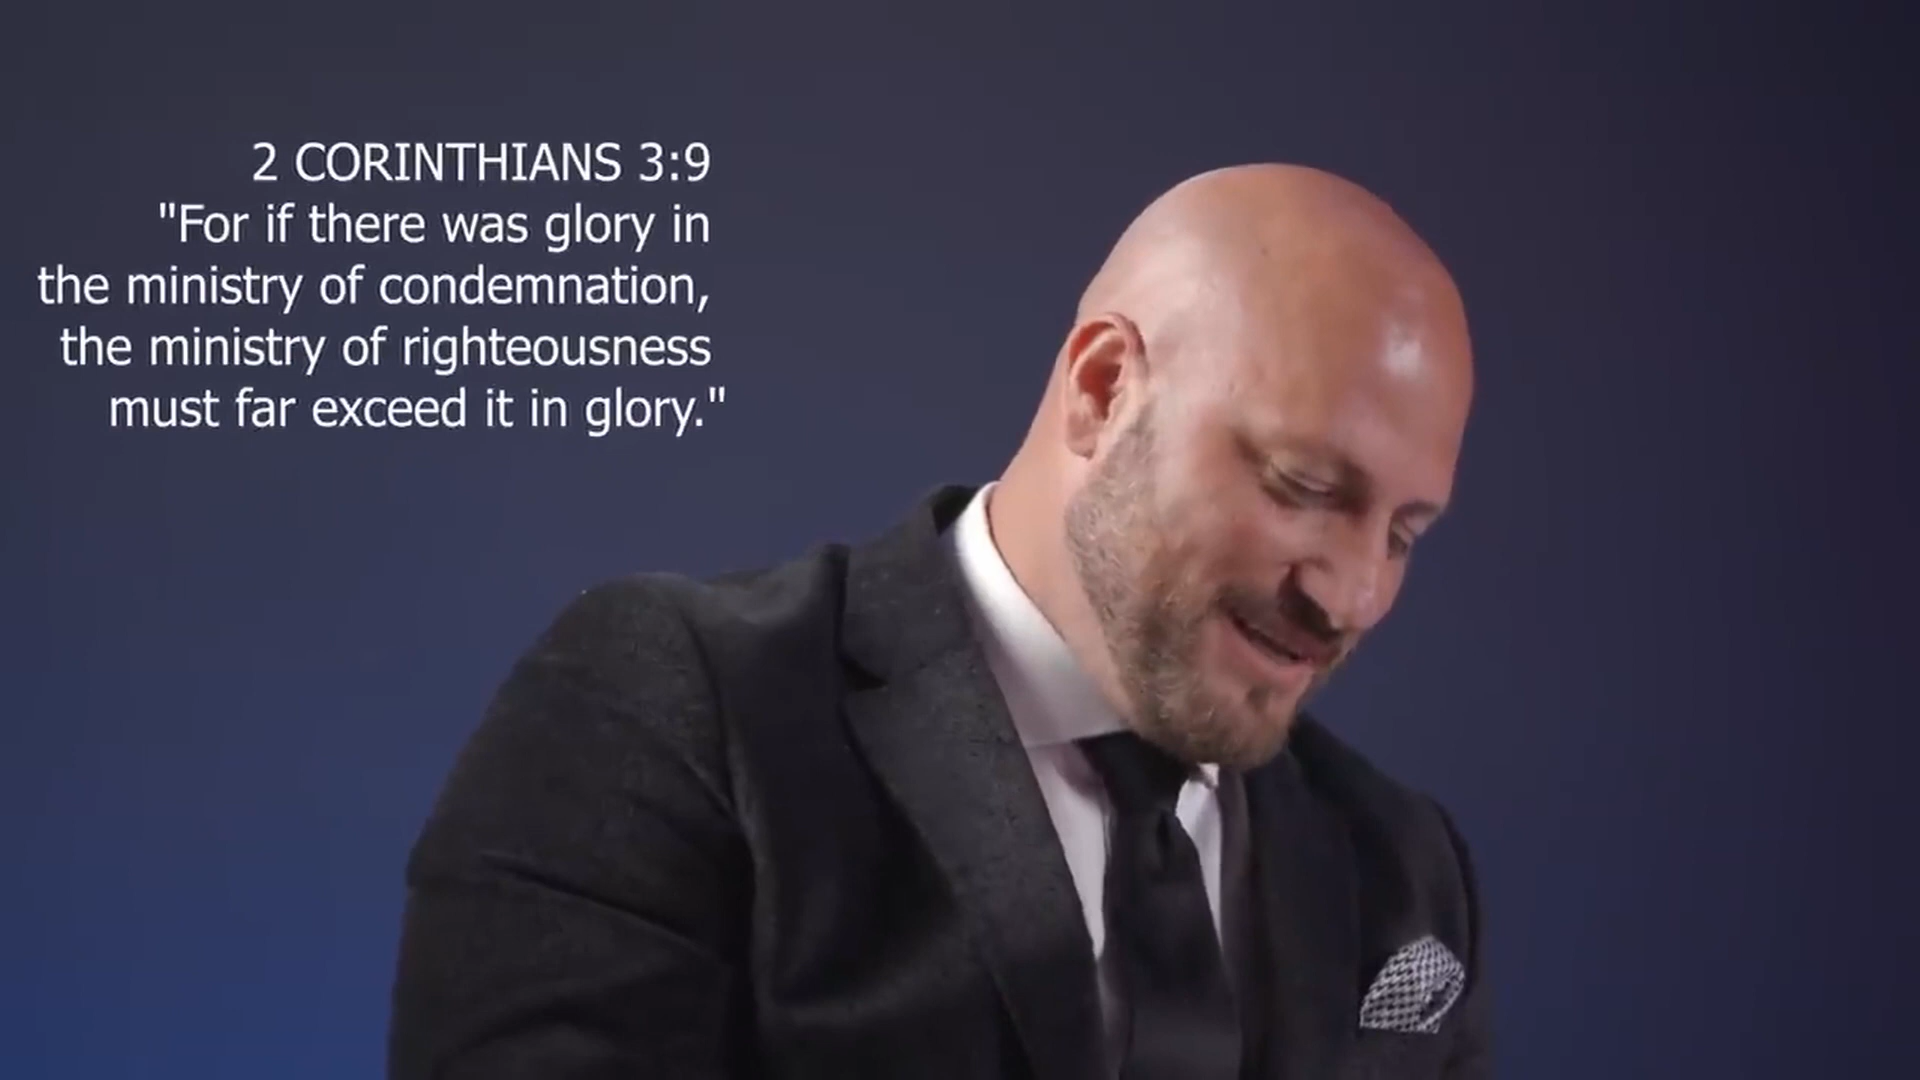 2 CORINTHIANS 3:9
"For if there was glory in
the ministry of condemnation,
the ministry of righteousness
must far exceed it in glory."